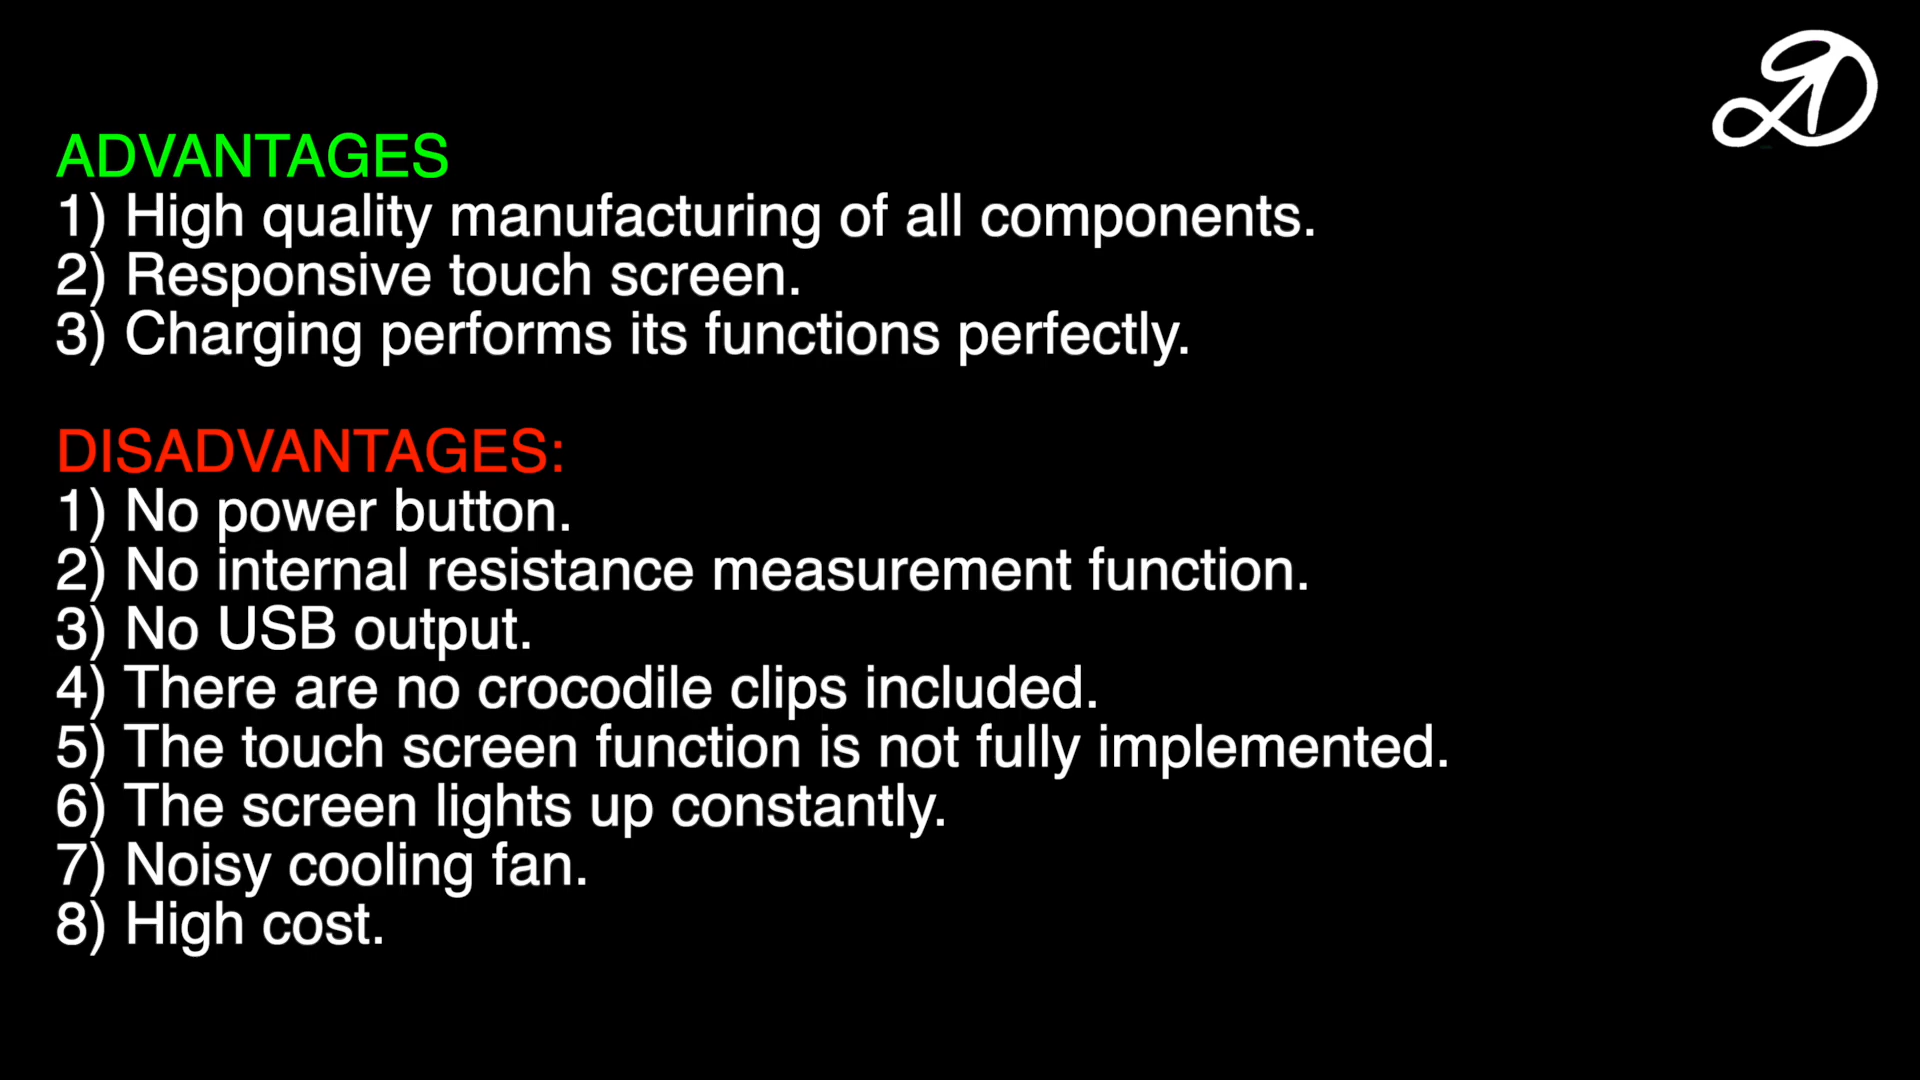 ADVANTAGES
1) High quality manufacturing of all components.
2) Responsive touch screen.
3) Charging performs its functions perfectly.
DISADVANTAGES:
1) No power button.
2) No internal resistance measurement function.
3) No USB output.
4) There are no crocodile clips included.
5) The touch screen function is not fully implemented.
6) The screen lights up constantly.
7) Noisy cooling fan.
8) High cost.